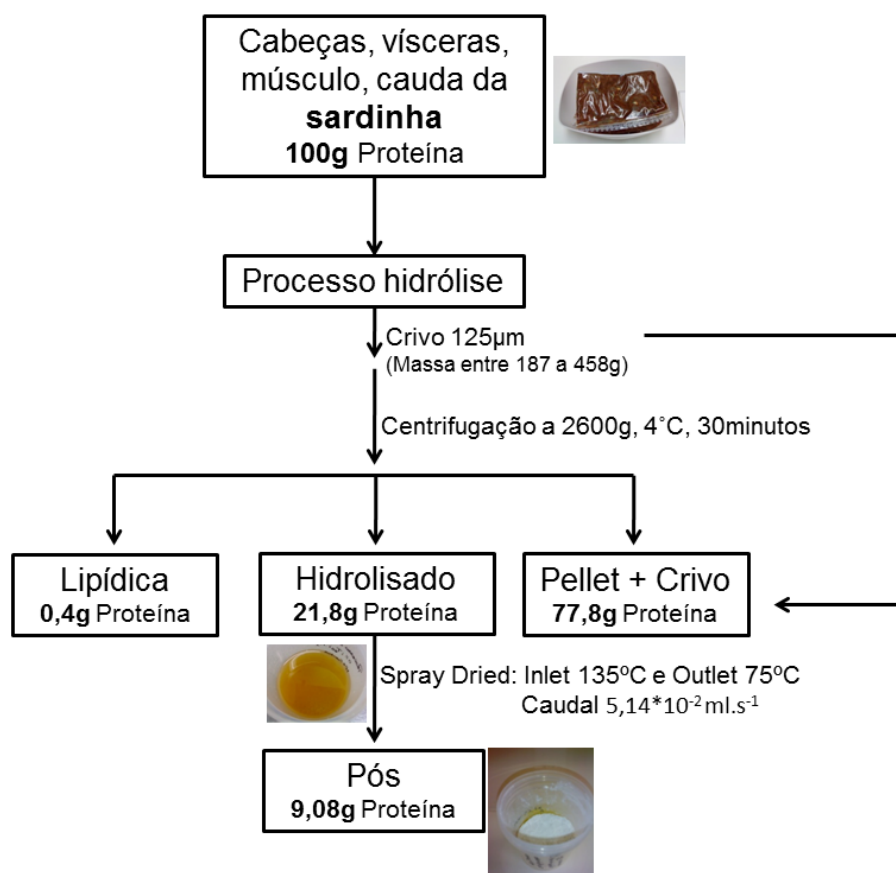 Cabeças, vísceras,
músculo, cauda da
sardinha
100g Proteína
Processo hidrólise
Crivo 125µm
(Massa entre 187 a 458g)
Centrifugação a 2600g, 4˚C, 30minutos
Lipídica
0,4g Proteína
Hidrolisado
21,8g Proteína
Pellet + Crivo
77,8g Proteína
Spray Dried: Inlet 135ºC e Outlet 75ºC
Caudal 5,14*10⁻² ml.s⁻¹
Pós
9,08g Proteína